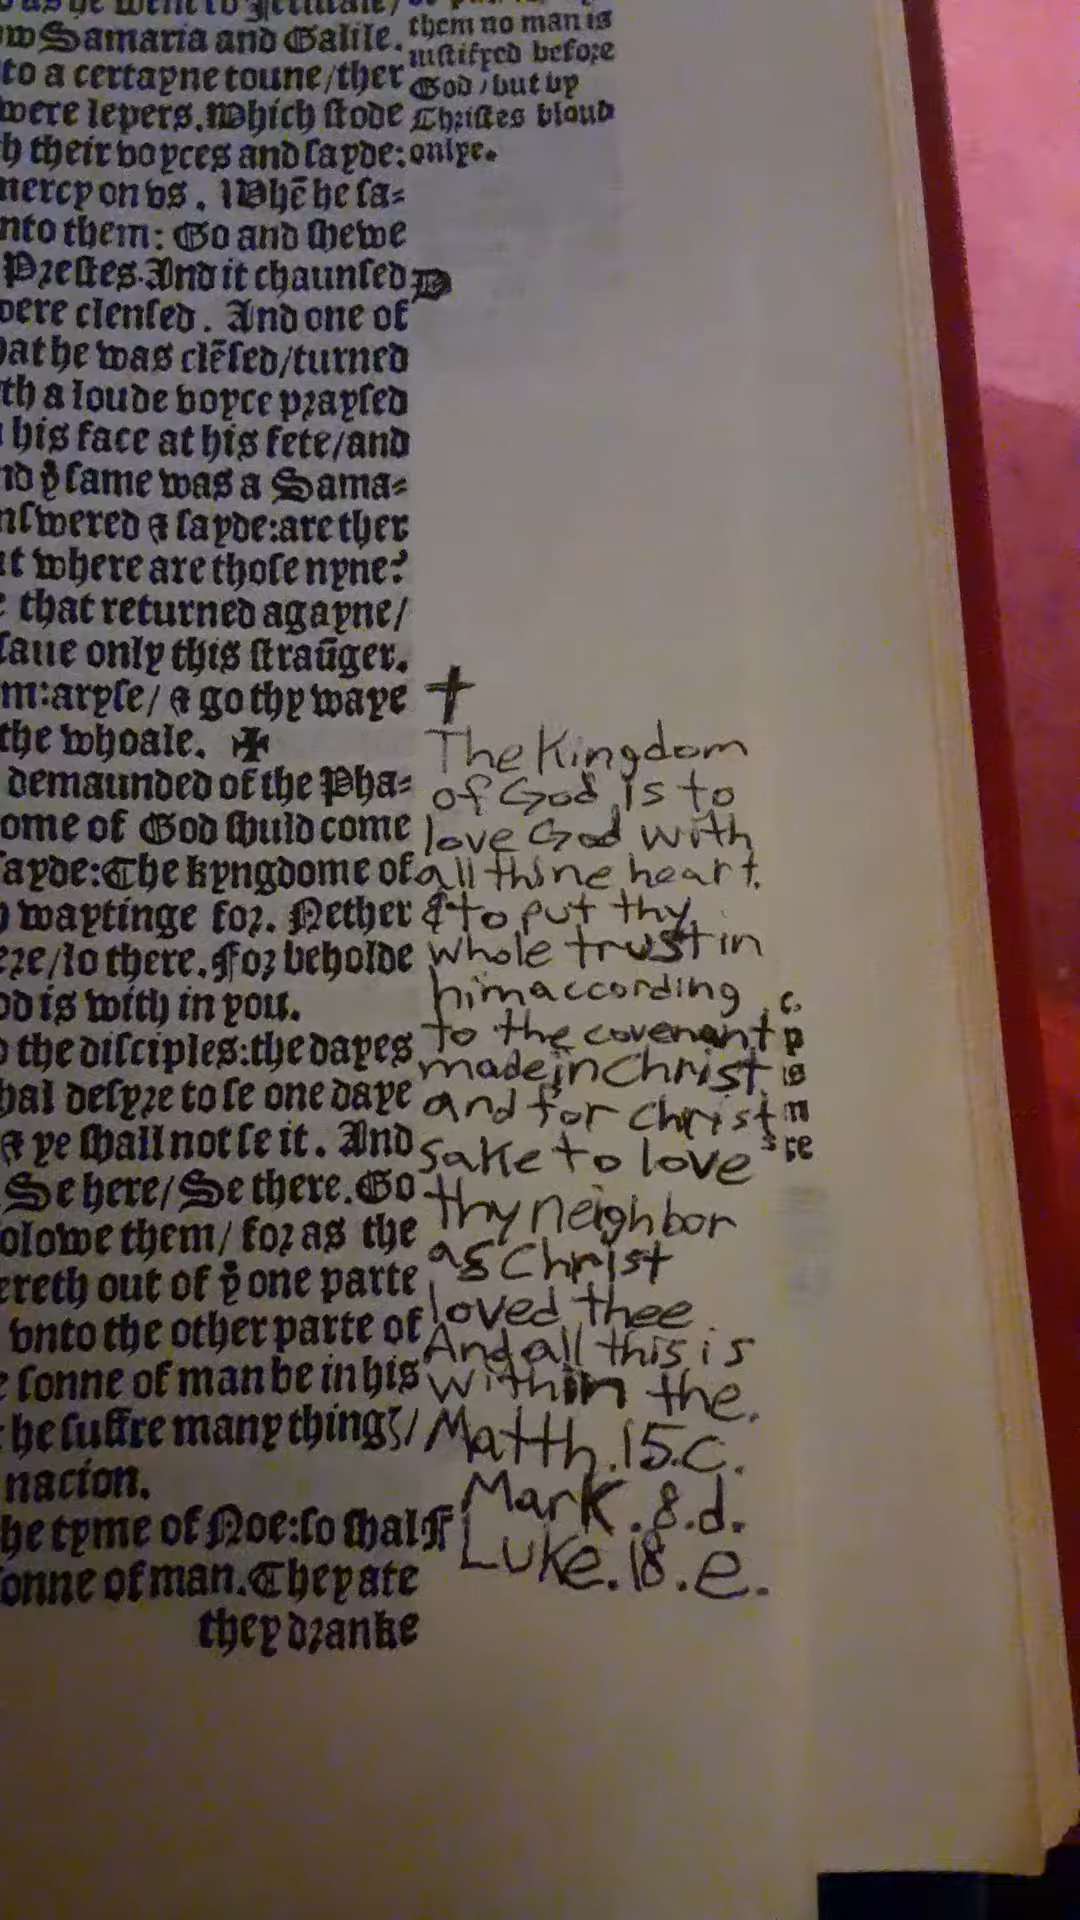 ow Samaria and Galile.
to a certayne toune/ther
were lepers. Which stode
h their voyces and sayde:
mercy on vs. Whē he sa-
nto them: Go and shewe
Prestes. And it chaunsed
were clensed. And one of
hat he was clēsed/turned
th a loude voyce praysed
his face at his fete/and
nd yͤ same was a Sama-
nswered & sayde: are ther
ut where are those nyne?
that returned agayne/
saue only this straūger.
m: aryse/ & go thy waye
the whoale. ✠
demaunded of the Pha-
ome of God shuld come
sayde: The kyngdome of
waytinge for. Nether
ere/lo there. For beholde
od is with in you.
the disciples: the dayes
hal desyre to se one daye
& ye shall not se it. And
Se here/Se there. Go
olowe them/ for as the
ereth out of yͤ one parte
vnto the other parte of
sonne of man be in his
he suffre many things/
nacion.
he tyme of Noe: so shal
onne of man. They ate
they dranke
them no man is
iustifyed before
God, but by
Christes bloud
onlye.
D
†
The Kingdom
of God is to
love God with
all thine heart.
& to put thy
whole trust in
him according
to the covenant
made in Christ
and for christ's
sake to love
thy neighbor
as Christ
loved thee.
And all this is
within the.
Matth.15.c.
Mark.8.d.
Luke.18.e.
F
c.
p
is
m
re